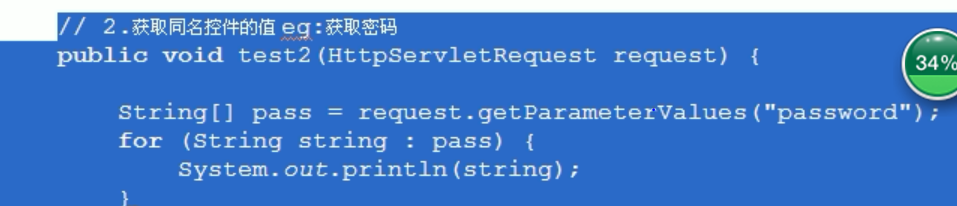 // 2.获取同名控件的值 eg:获取密码
public void test2(HttpServletRequest request) {
String[] pass = request.getParameterValues("password");
for (String string : pass) {
System.out.println(string);
}
34%